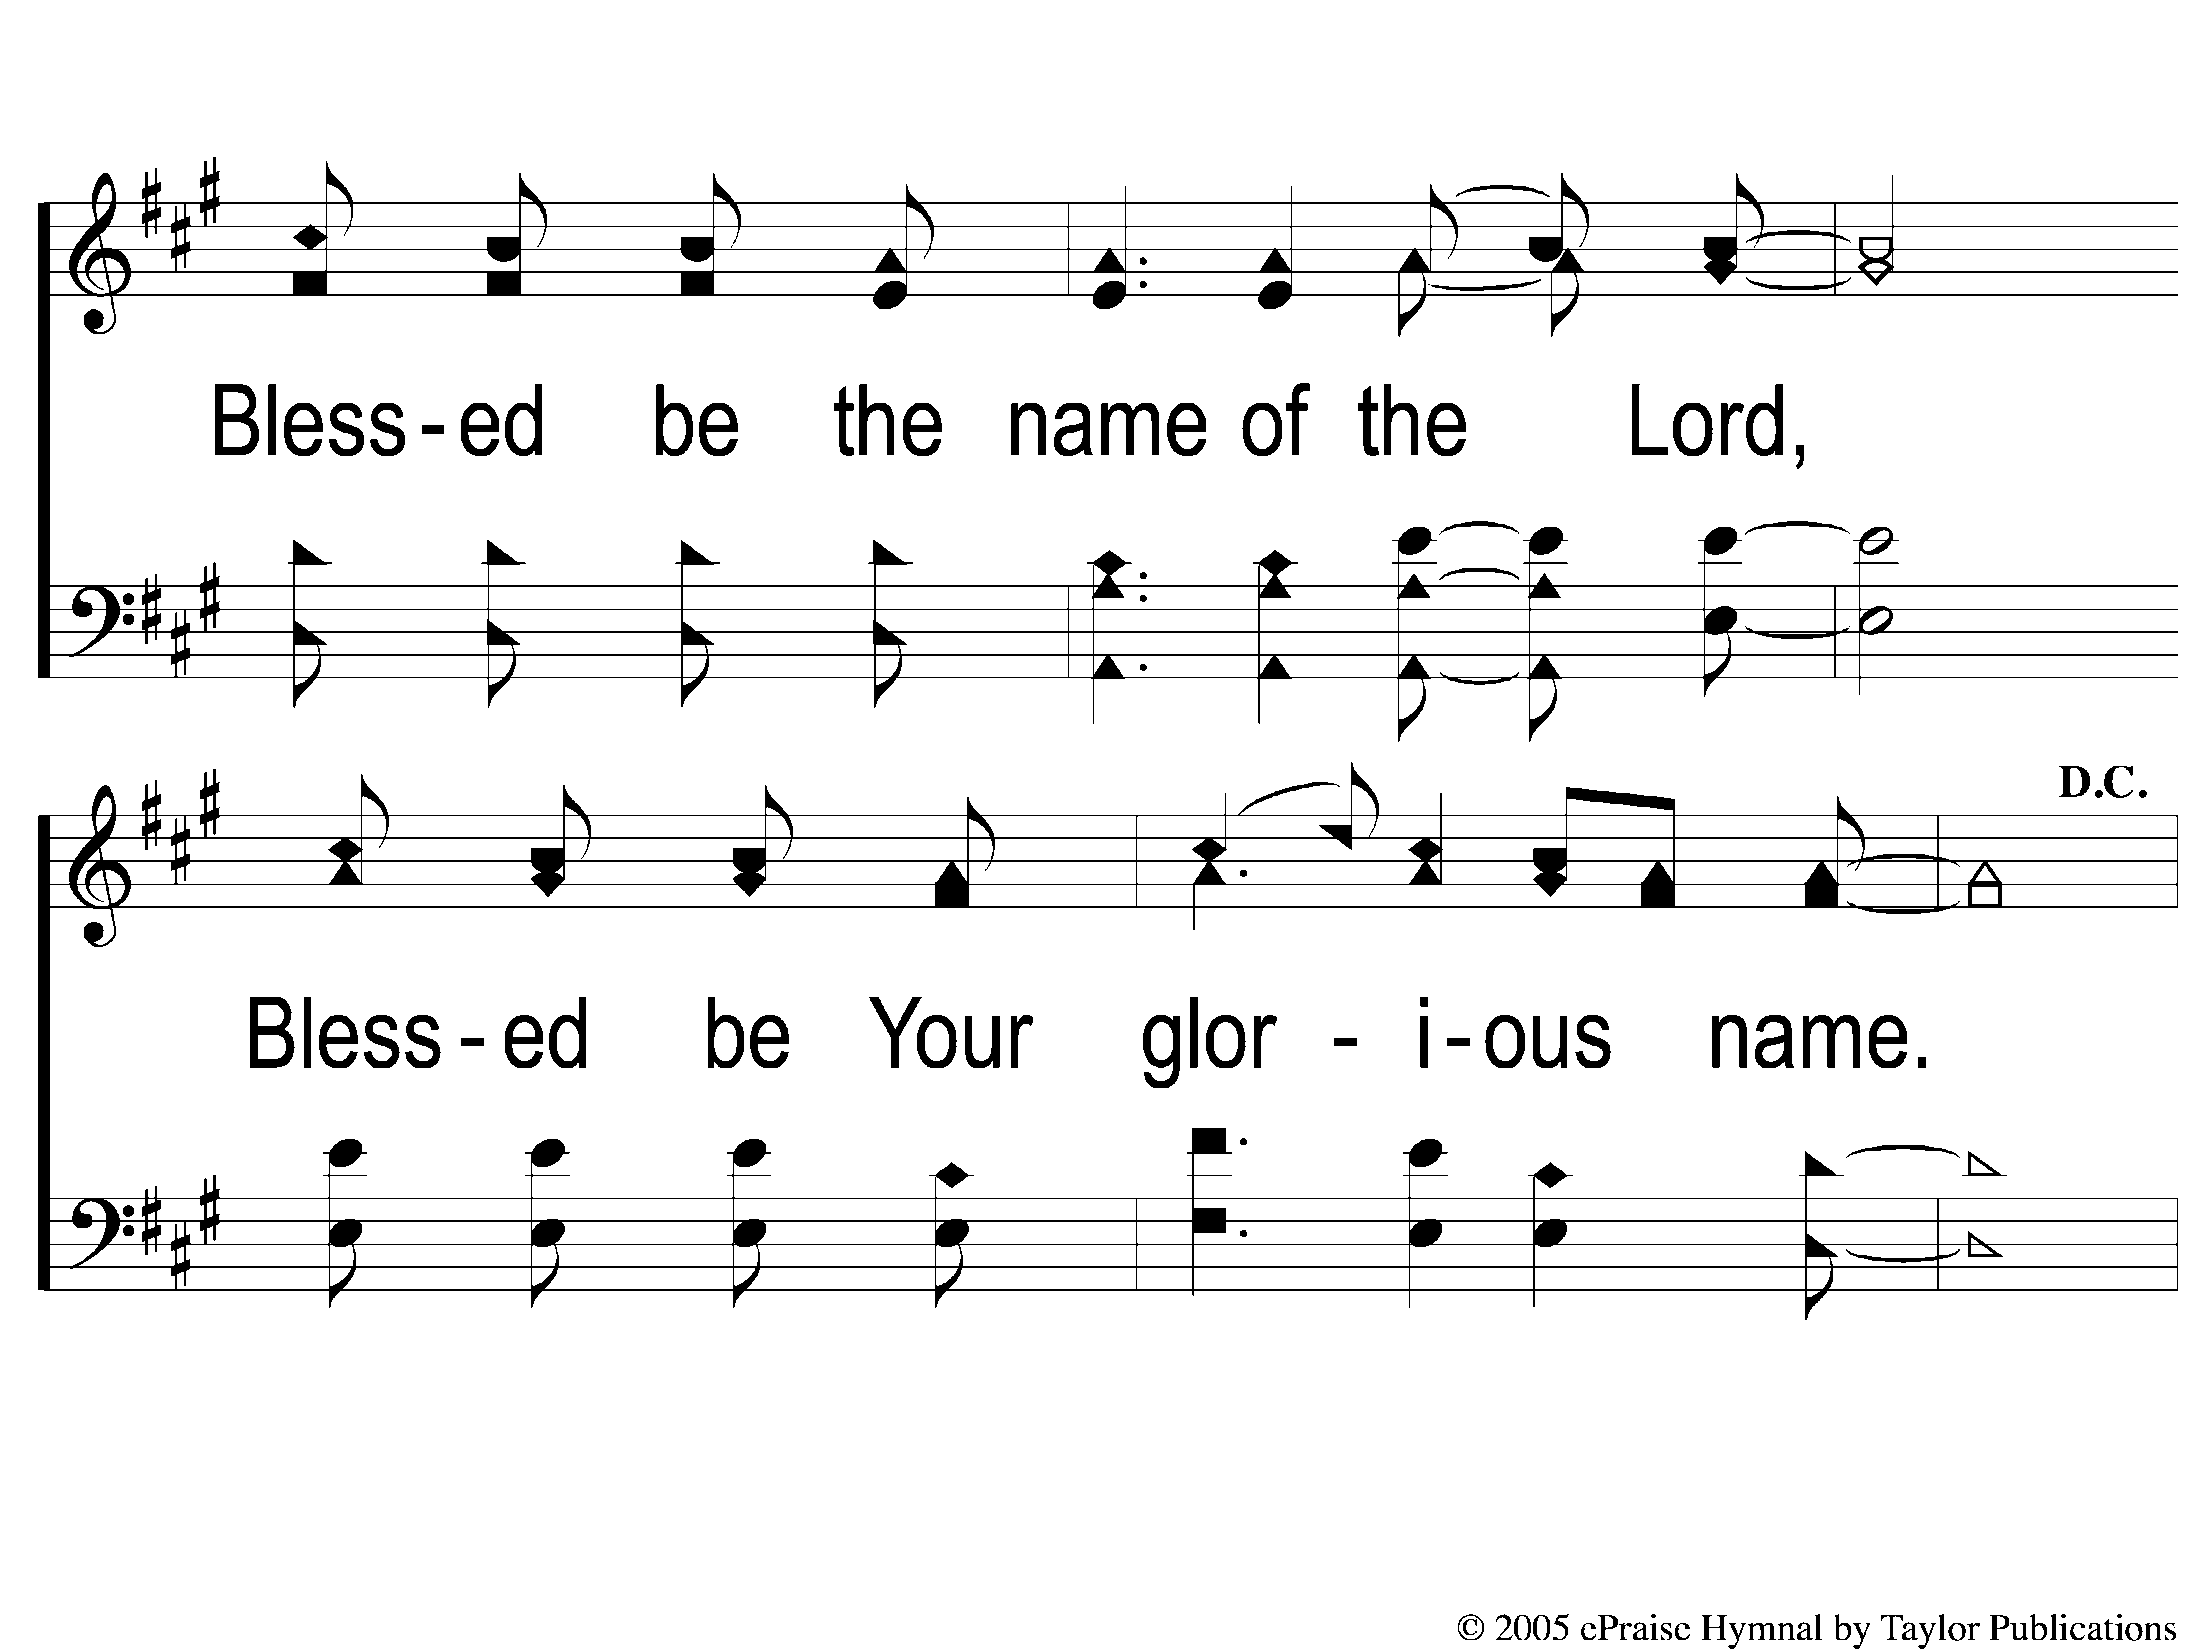 Bless - ed be the name of the Lord,
D.C.
Bless - ed be Your glor - i - ous name.
© 2005 ePraise Hymnal by Taylor Publications